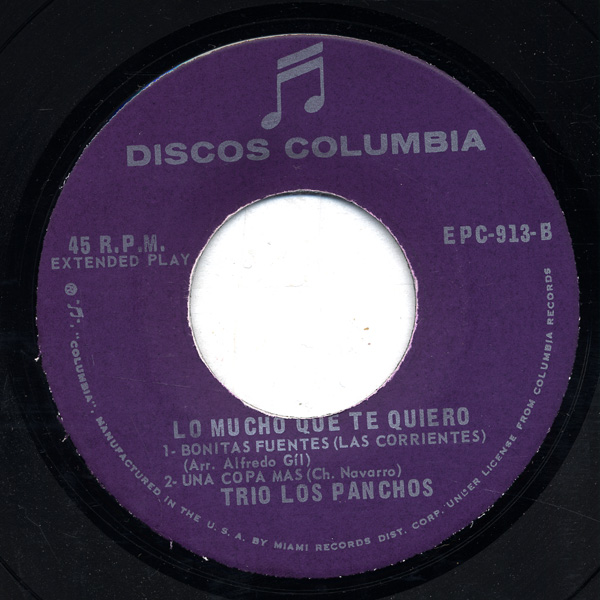 DISCOS COLUMBIA
45 R.P.M.
EXTENDED PLAY
EPC-913-B
LO MUCHO QUE TE QUIERO
1- BONITAS FUENTES (LAS CORRIENTES)
(Arr. Alfredo Gíl)
2- UNA COPA MAS (Ch. Navarro)
TRIO LOS PANCHOS
"COLUMBIA", MANUFACTURED IN THE U. S. A. BY MIAMI RECORDS DIST. CORP. UNDER LICENSE FROM COLUMBIA RECORDS